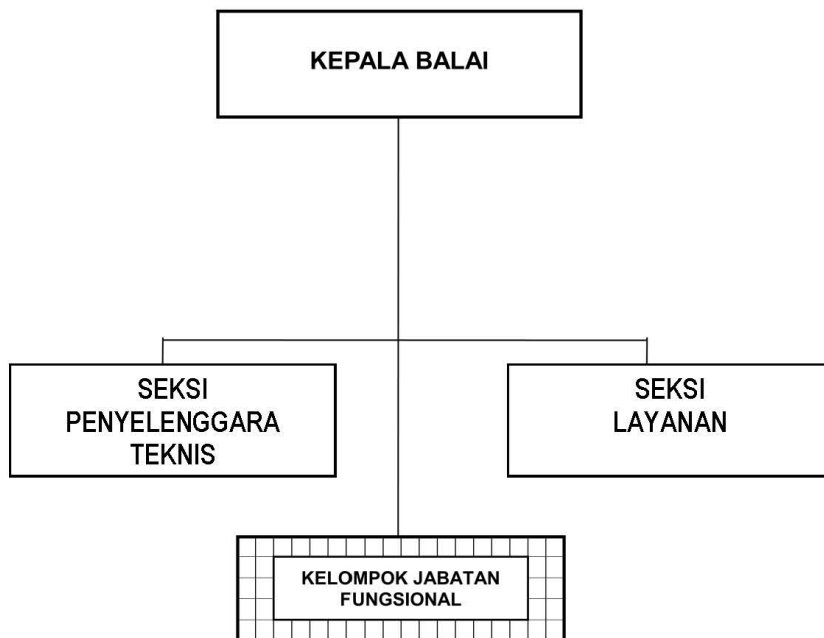 KEPALA BALAI
SEKSI
PENYELENGGARA
TEKNIS
SEKSI
LAYANAN
KELOMPOK JABATAN
FUNGSIONAL